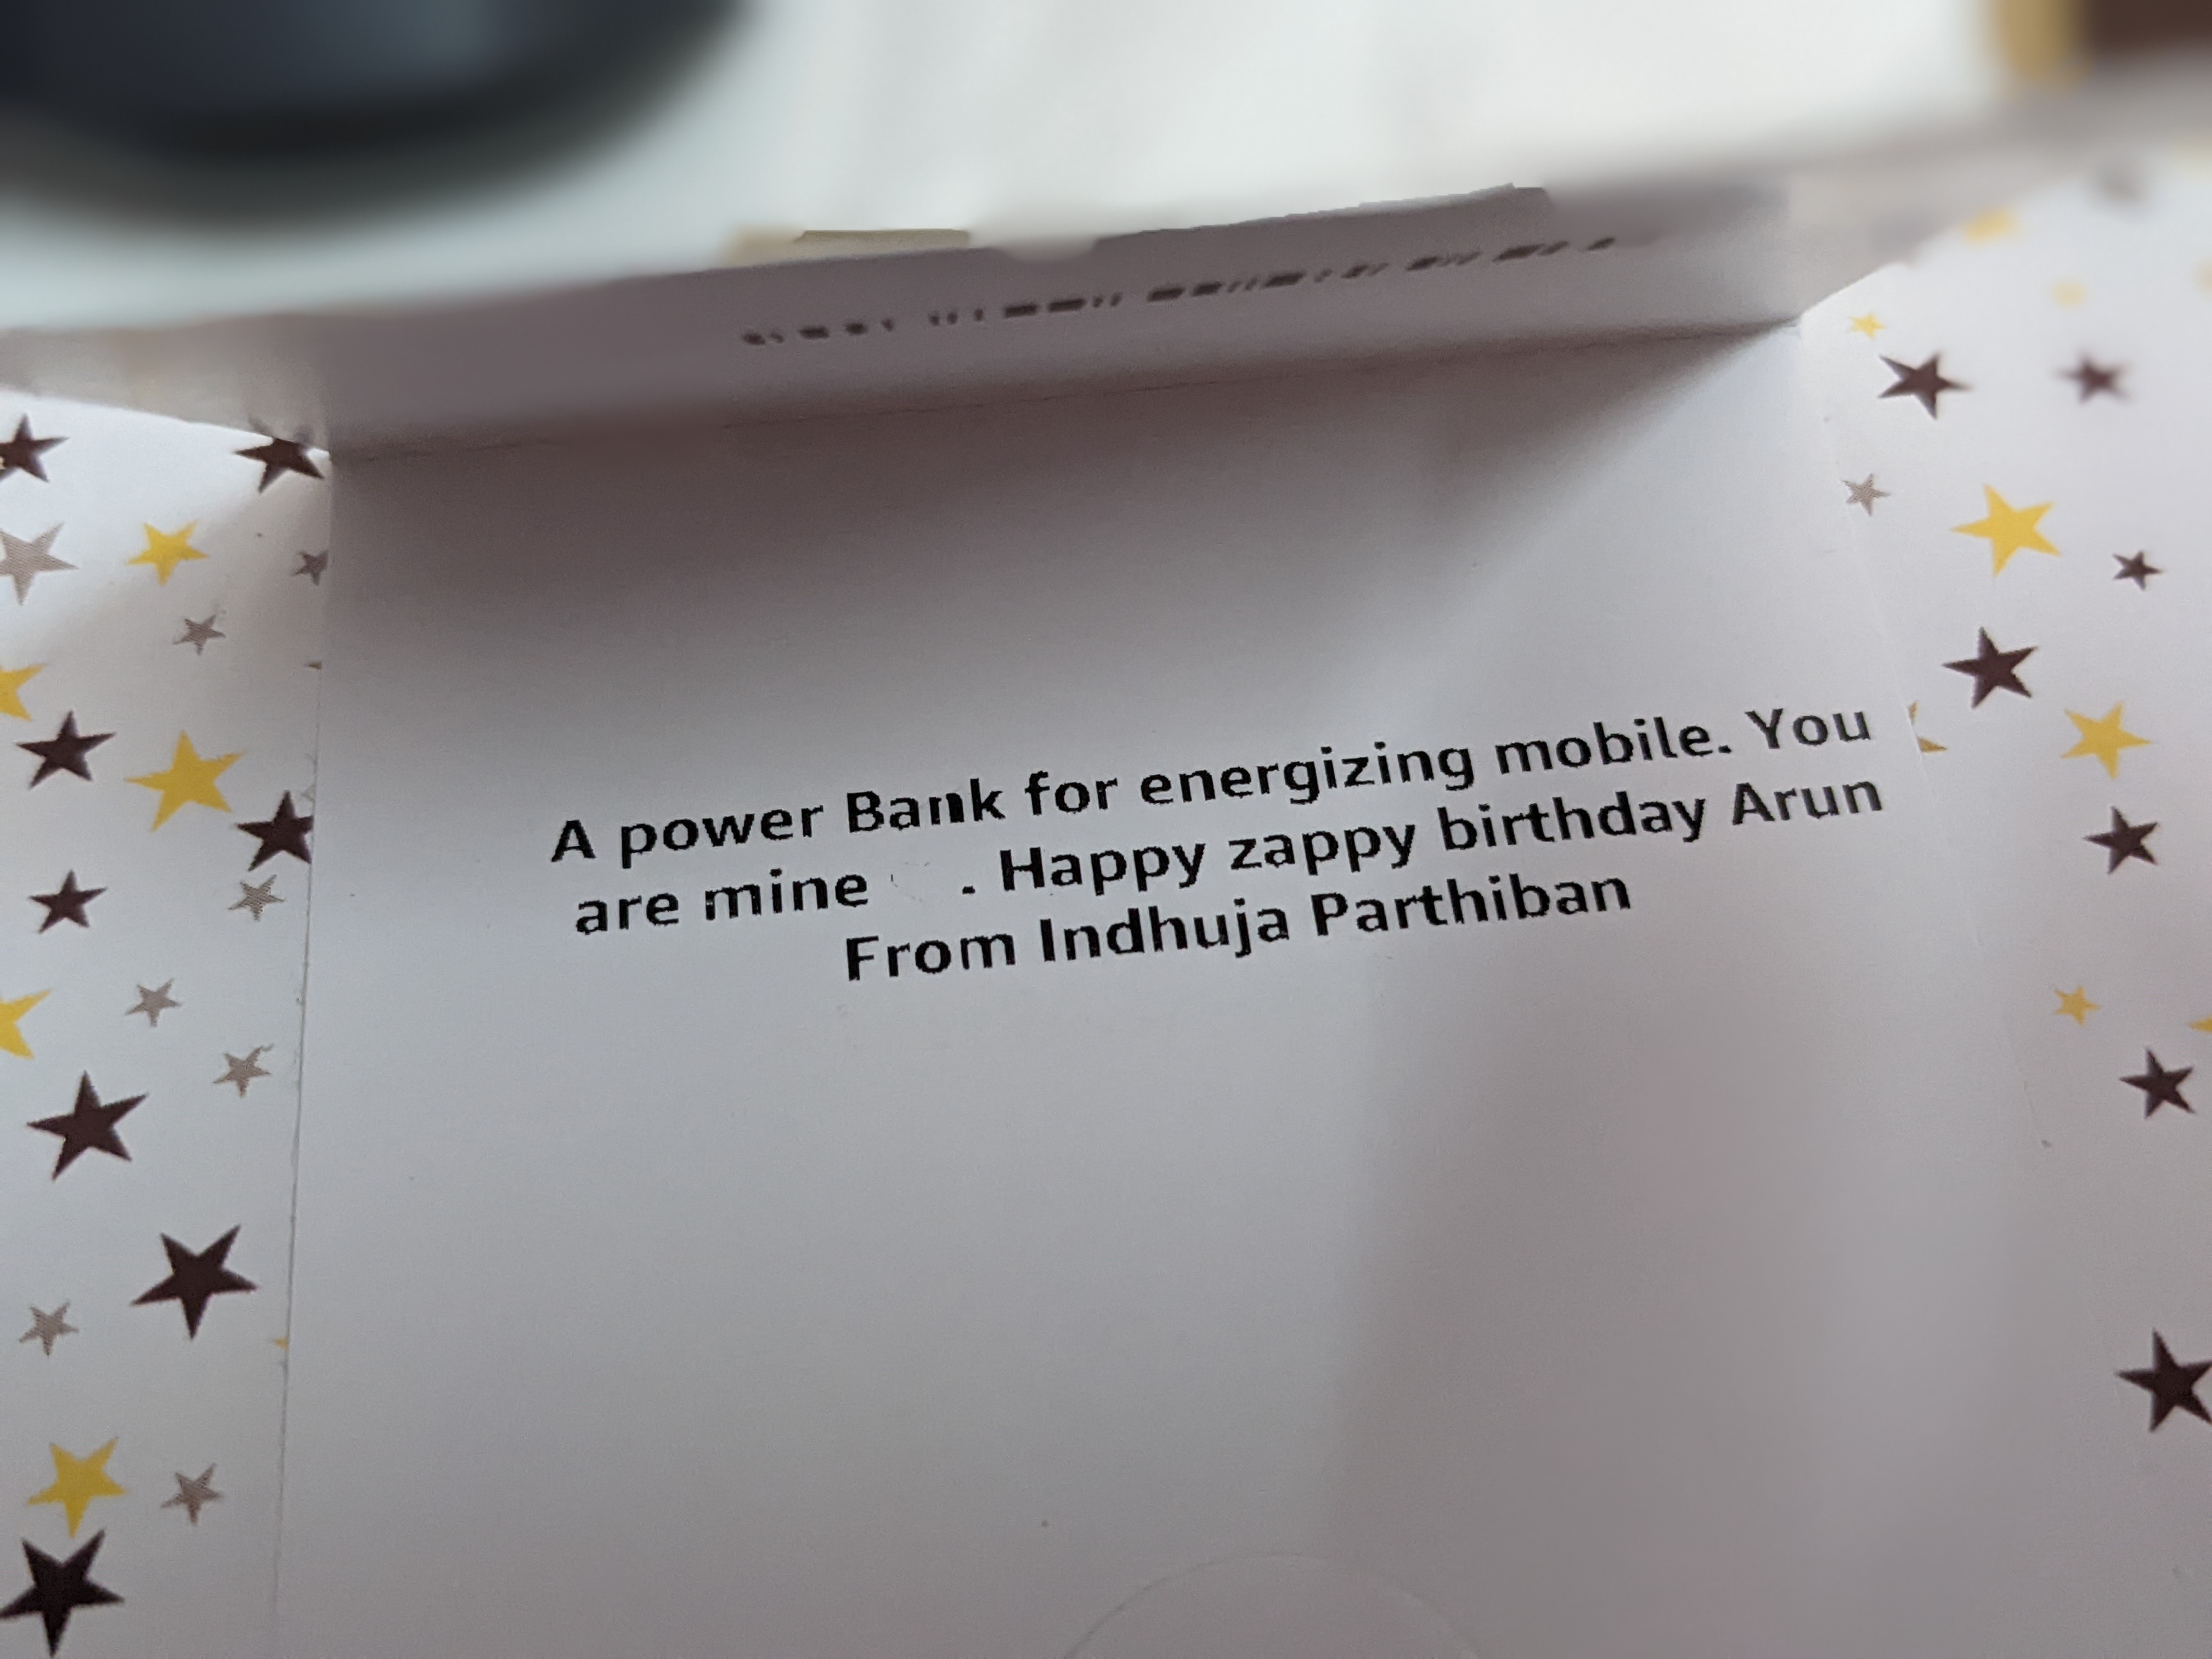 A power Bank for energizing mobile. You
are mine . Happy zappy birthday Arun
From Indhuja Parthiban